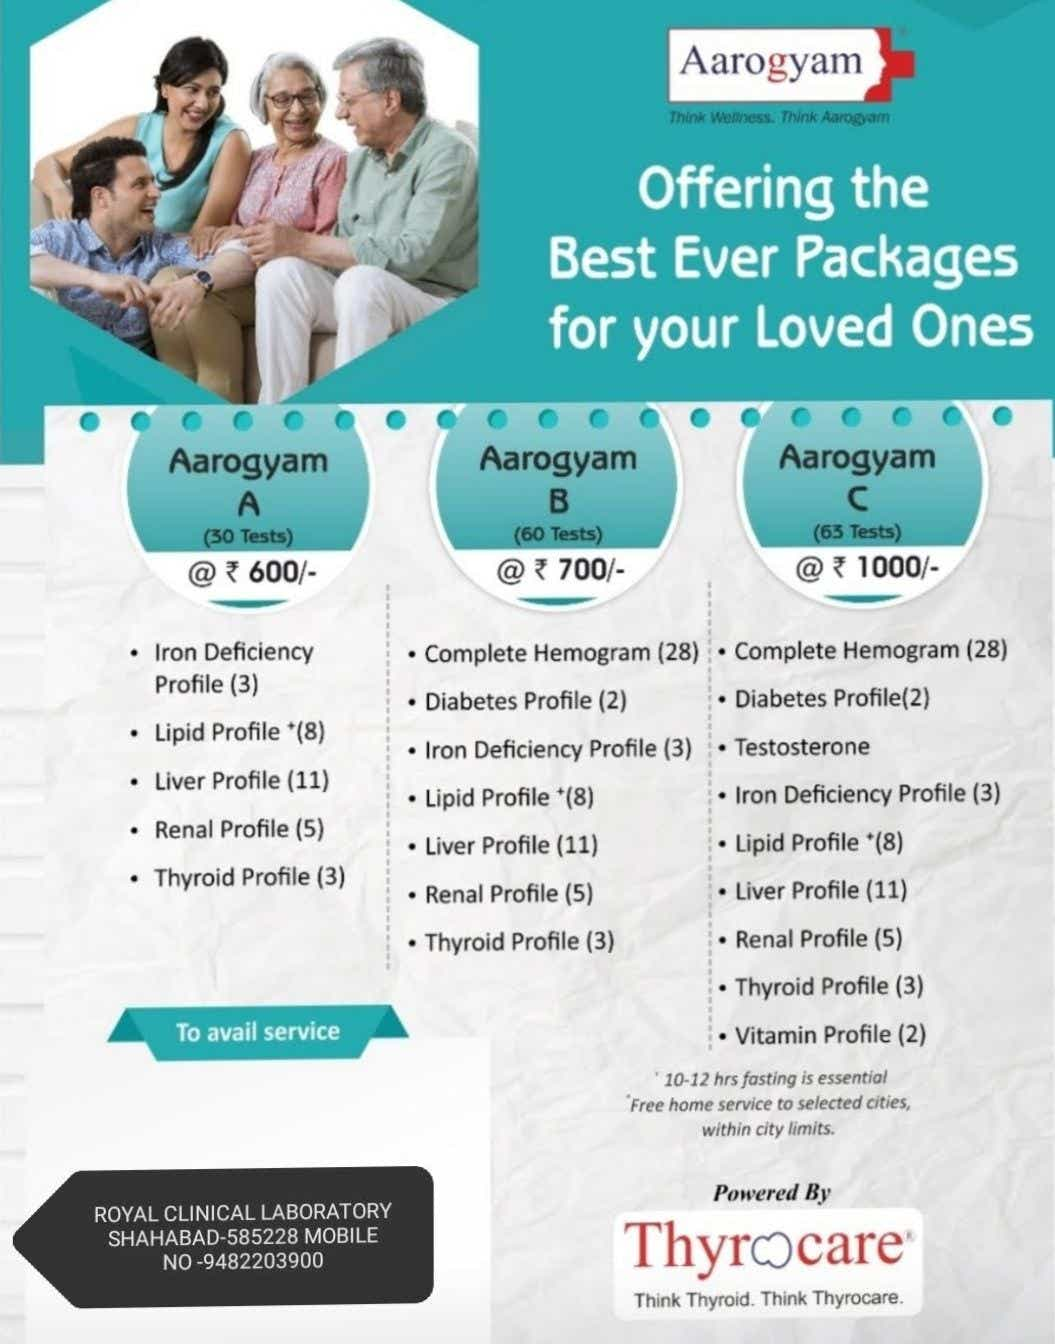 Aarogyam
Think Wellness. Think Aarogyam
Offering the
Best Ever Packages
for your Loved Ones
Aarogyam
A
(30 Tests)
@ ₹ 600/-
• Iron Deficiency
Profile (3)
• Lipid Profile +(8)
• Liver Profile (11)
• Renal Profile (5)
• Thyroid Profile (3)
Aarogyam
B
(60 Tests)
@ ₹ 700/-
• Complete Hemogram (28)
• Diabetes Profile (2)
• Iron Deficiency Profile (3)
• Lipid Profile +(8)
• Liver Profile (11)
• Renal Profile (5)
• Thyroid Profile (3)
Aarogyam
C
(63 Tests)
@ ₹ 1000/-
• Complete Hemogram (28)
• Diabetes Profile(2)
• Testosterone
• Iron Deficiency Profile (3)
• Lipid Profile +(8)
• Liver Profile (11)
• Renal Profile (5)
• Thyroid Profile (3)
• Vitamin Profile (2)
+ 10-12 hrs fasting is essential
*Free home service to selected cities,
within city limits.
To avail service
ROYAL CLINICAL LABORATORY
SHAHABAD-585228 MOBILE
NO -9482203900
Powered By
Thyrocare®
Think Thyroid. Think Thyrocare.